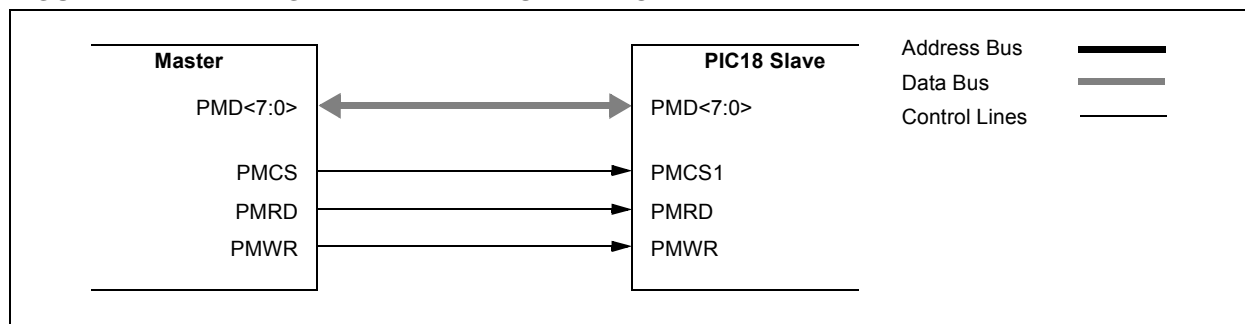 Master
PIC18 Slave
Address Bus
Data Bus
Control Lines
PMD<7:0>
PMD<7:0>
PMCS
PMCS1
PMRD
PMRD
PMWR
PMWR